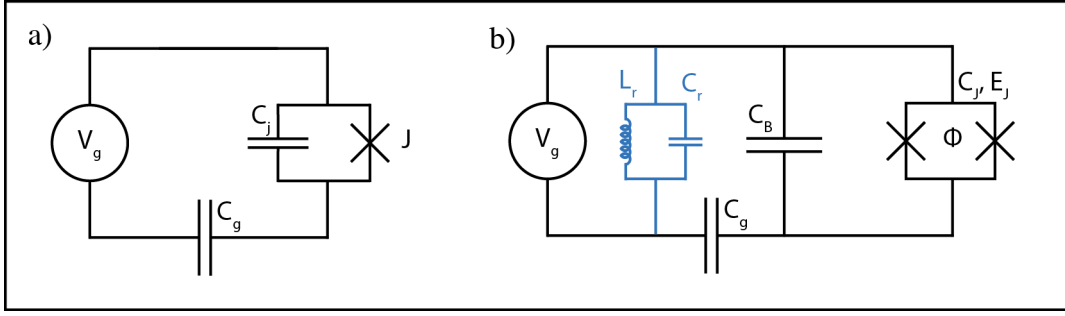 a)
V_g
C_j
J
C_g
b)
V_g
L_r
C_r
C_B
C_g
C_J, E_J
Φ